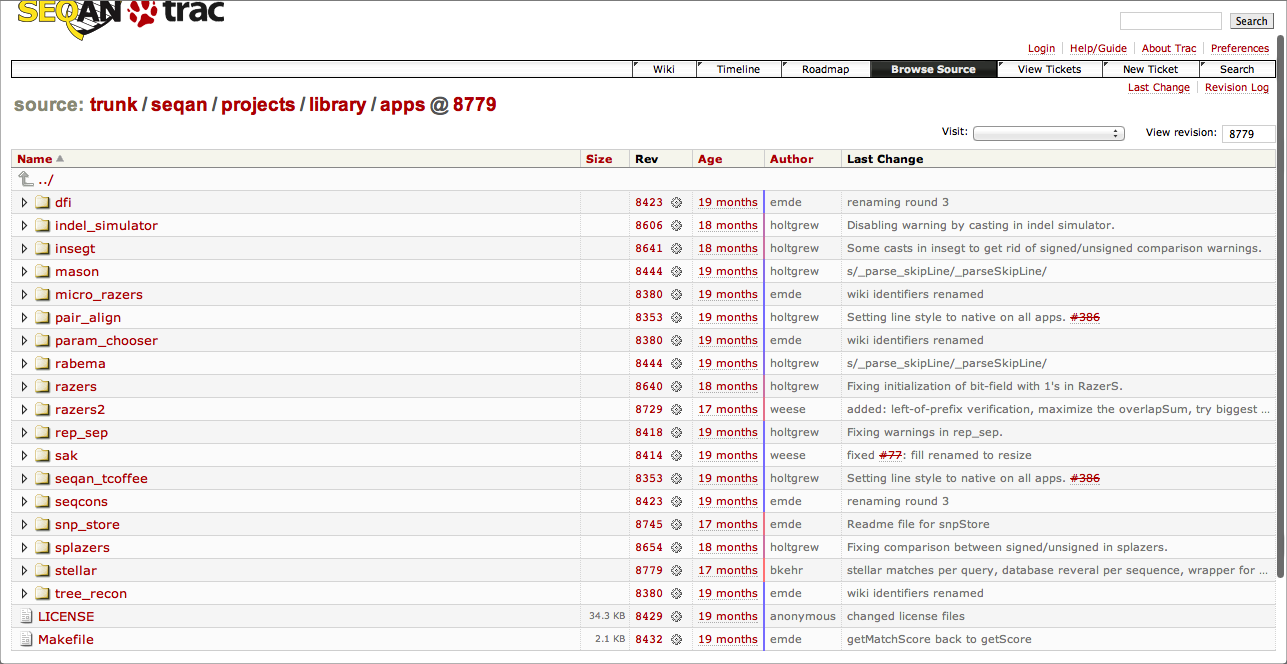 SEQAN trac
Search
Login Help/Guide About Trac Preferences
Wiki Timeline Roadmap Browse Source View Tickets New Ticket Search
Last Change Revision Log
source: trunk / seqan / projects / library / apps @ 8779
Visit: View revision: 8779
Name Size Rev Age Author Last Change
../
dfi 8423 19 months emde renaming round 3
indel_simulator 8606 18 months holtgrew Disabling warning by casting in indel simulator.
insegt 8641 18 months holtgrew Some casts in insegt to get rid of signed/unsigned comparison warnings.
mason 8444 19 months holtgrew s/_parse_skipLine/_parseSkipLine/
micro_razers 8380 19 months emde wiki identifiers renamed
pair_align 8353 19 months holtgrew Setting line style to native on all apps. #386
param_chooser 8380 19 months emde wiki identifiers renamed
rabema 8444 19 months holtgrew s/_parse_skipLine/_parseSkipLine/
razers 8640 18 months holtgrew Fixing initialization of bit-field with 1's in RazerS.
razers2 8729 17 months weese added: left-of-prefix verification, maximize the overlapSum, try biggest ...
rep_sep 8418 19 months holtgrew Fixing warnings in rep_sep.
sak 8414 19 months weese fixed #77: fill renamed to resize
seqan_tcoffee 8353 19 months holtgrew Setting line style to native on all apps. #386
seqcons 8423 19 months emde renaming round 3
snp_store 8745 17 months emde Readme file for snpStore
splazers 8654 18 months holtgrew Fixing comparison between signed/unsigned in splazers.
stellar 8779 17 months bkehr stellar matches per query, database reveral per sequence, wrapper for ...
tree_recon 8380 19 months emde wiki identifiers renamed
LICENSE 34.3 KB 8429 19 months anonymous changed license files
Makefile 2.1 KB 8432 19 months emde getMatchScore back to getScore